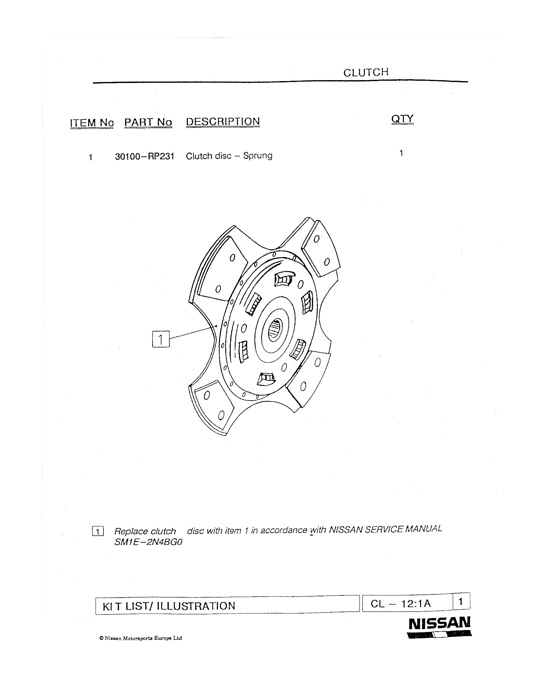 CLUTCH
ITEM No PART No DESCRIPTION QTY
1 30100-RP231 Clutch disc - Sprung 1
1
1 Replace clutch disc with item 1 in accordance with NISSAN SERVICE MANUAL
SM1E-2N4BG0
KIT LIST/ ILLUSTRATION CL - 12:1A 1
NISSAN
© Nissan Motorsports Europe Ltd